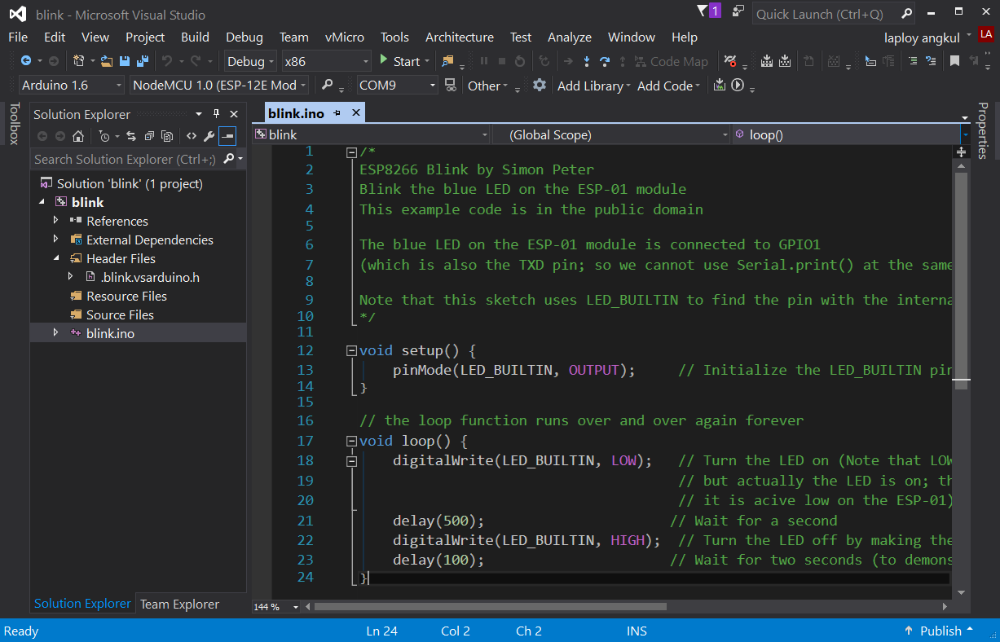 blink - Microsoft Visual Studio
1
Quick Launch (Ctrl+Q)
File Edit View Project Build Debug Team vMicro Tools Architecture Test Analyze Window Help
laploy angkul LA
Debug x86 Start Code Map
Arduino 1.6 NodeMCU 1.0 (ESP-12E Mod COM9 Other Add Library Add Code
Toolbox
Solution Explorer
Search Solution Explorer (Ctrl+;)
Solution 'blink' (1 project)
blink
References
External Dependencies
Header Files
.blink.vsarduino.h
Resource Files
Source Files
blink.ino
Solution Explorer Team Explorer
blink.ino
blink (Global Scope) loop()
1 /*
2 ESP8266 Blink by Simon Peter
3 Blink the blue LED on the ESP-01 module
4 This example code is in the public domain
5
6 The blue LED on the ESP-01 module is connected to GPIO1
7 (which is also the TXD pin; so we cannot use Serial.print() at the same
8
9 Note that this sketch uses LED_BUILTIN to find the pin with the interna
10 */
11
12 void setup() {
13 pinMode(LED_BUILTIN, OUTPUT); // Initialize the LED_BUILTIN pin
14 }
15
16 // the loop function runs over and over again forever
17 void loop() {
18 digitalWrite(LED_BUILTIN, LOW); // Turn the LED on (Note that LOW
19 // but actually the LED is on; th
20 // it is acive low on the ESP-01)
21 delay(500); // Wait for a second
22 digitalWrite(LED_BUILTIN, HIGH); // Turn the LED off by making the
23 delay(100); // Wait for two seconds (to demons
24 }
144 %
Properties
Ready Ln 24 Col 2 Ch 2 INS Publish